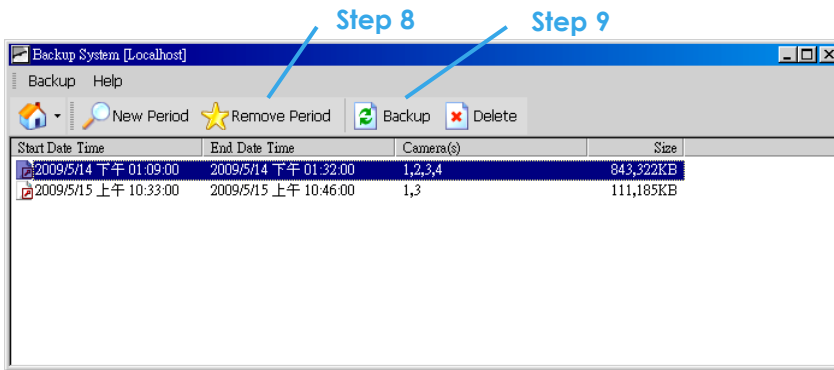 Step 8
Step 9
Backup System [Localhost]
Backup Help
New Period Remove Period Backup Delete
Start Date Time End Date Time Camera(s) Size
2009/5/14 下午 01:09:00 2009/5/14 下午 01:32:00 1,2,3,4 843,322KB
2009/5/15 上午 10:33:00 2009/5/15 上午 10:46:00 1,3 111,185KB